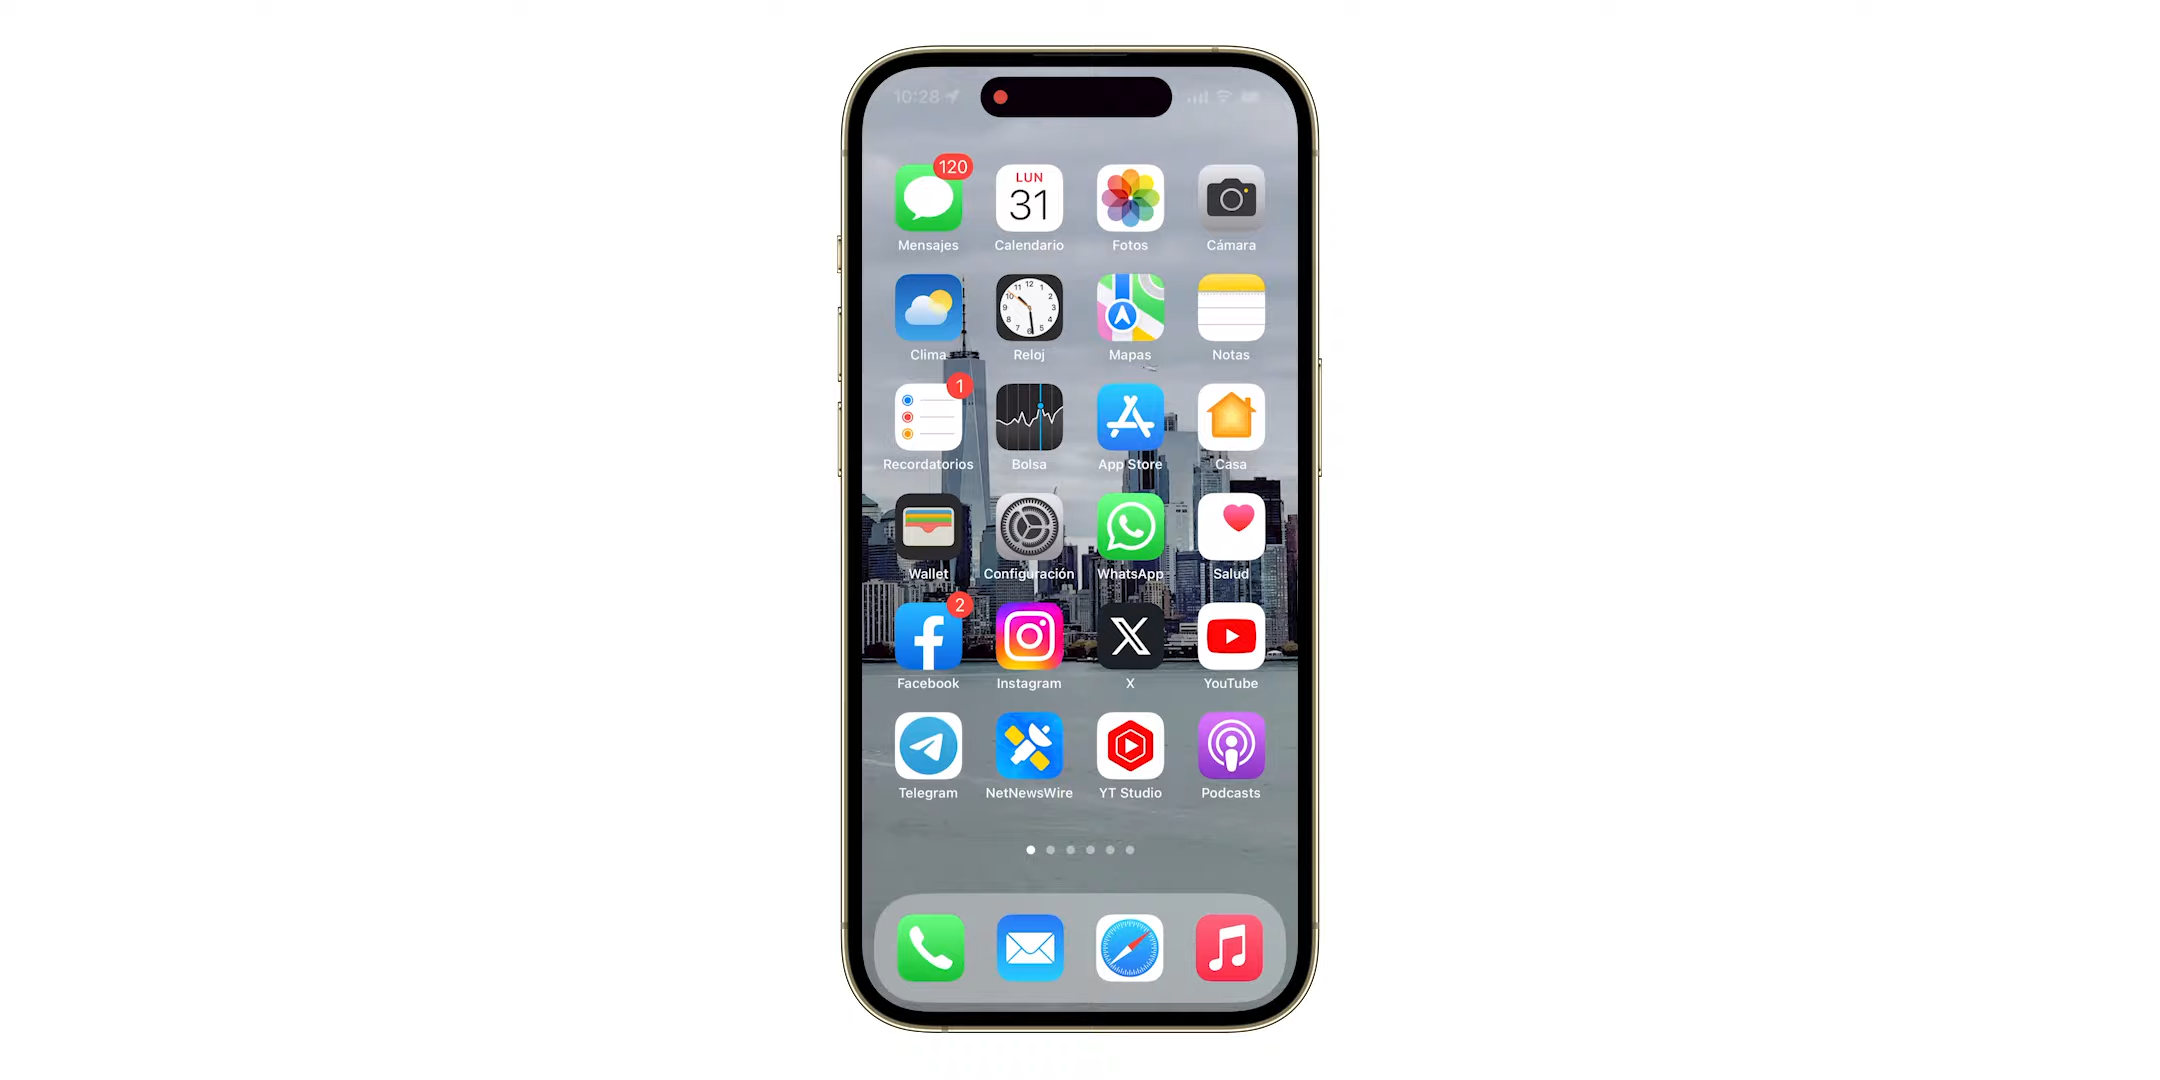 10:28
120
LUN
31
Mensajes
Calendario
Fotos
Cámara
Clima
Reloj
Mapas
Notas
1
Recordatorios
Bolsa
App Store
Casa
Wallet
Configuración
WhatsApp
Salud
2
Facebook
Instagram
X
YouTube
Telegram
NetNewsWire
YT Studio
Podcasts